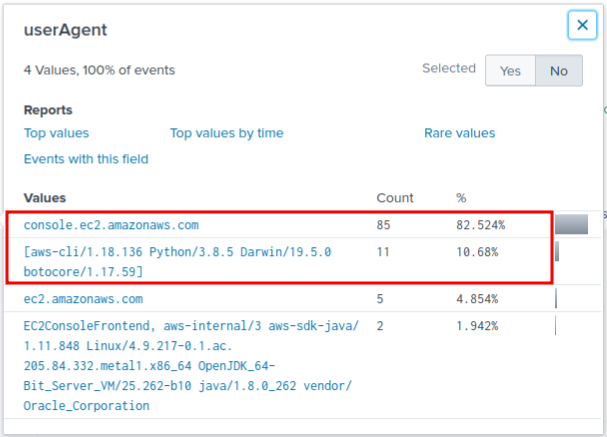 userAgent
4 Values, 100% of events
Selected Yes No
Reports
Top values Top values by time Rare values
Events with this field
Values Count %
console.ec2.amazonaws.com 85 82.524%
[aws-cli/1.18.136 Python/3.8.5 Darwin/19.5.0 11 10.68%
botocore/1.17.59]
ec2.amazonaws.com 5 4.854%
EC2ConsoleFrontend, aws-internal/3 aws-sdk-java/ 2 1.942%
1.11.848 Linux/4.9.217-0.1.ac.
205.84.332.metal1.x86_64 OpenJDK_64-
Bit_Server_VM/25.262-b10 java/1.8.0_262 vendor/
Oracle_Corporation